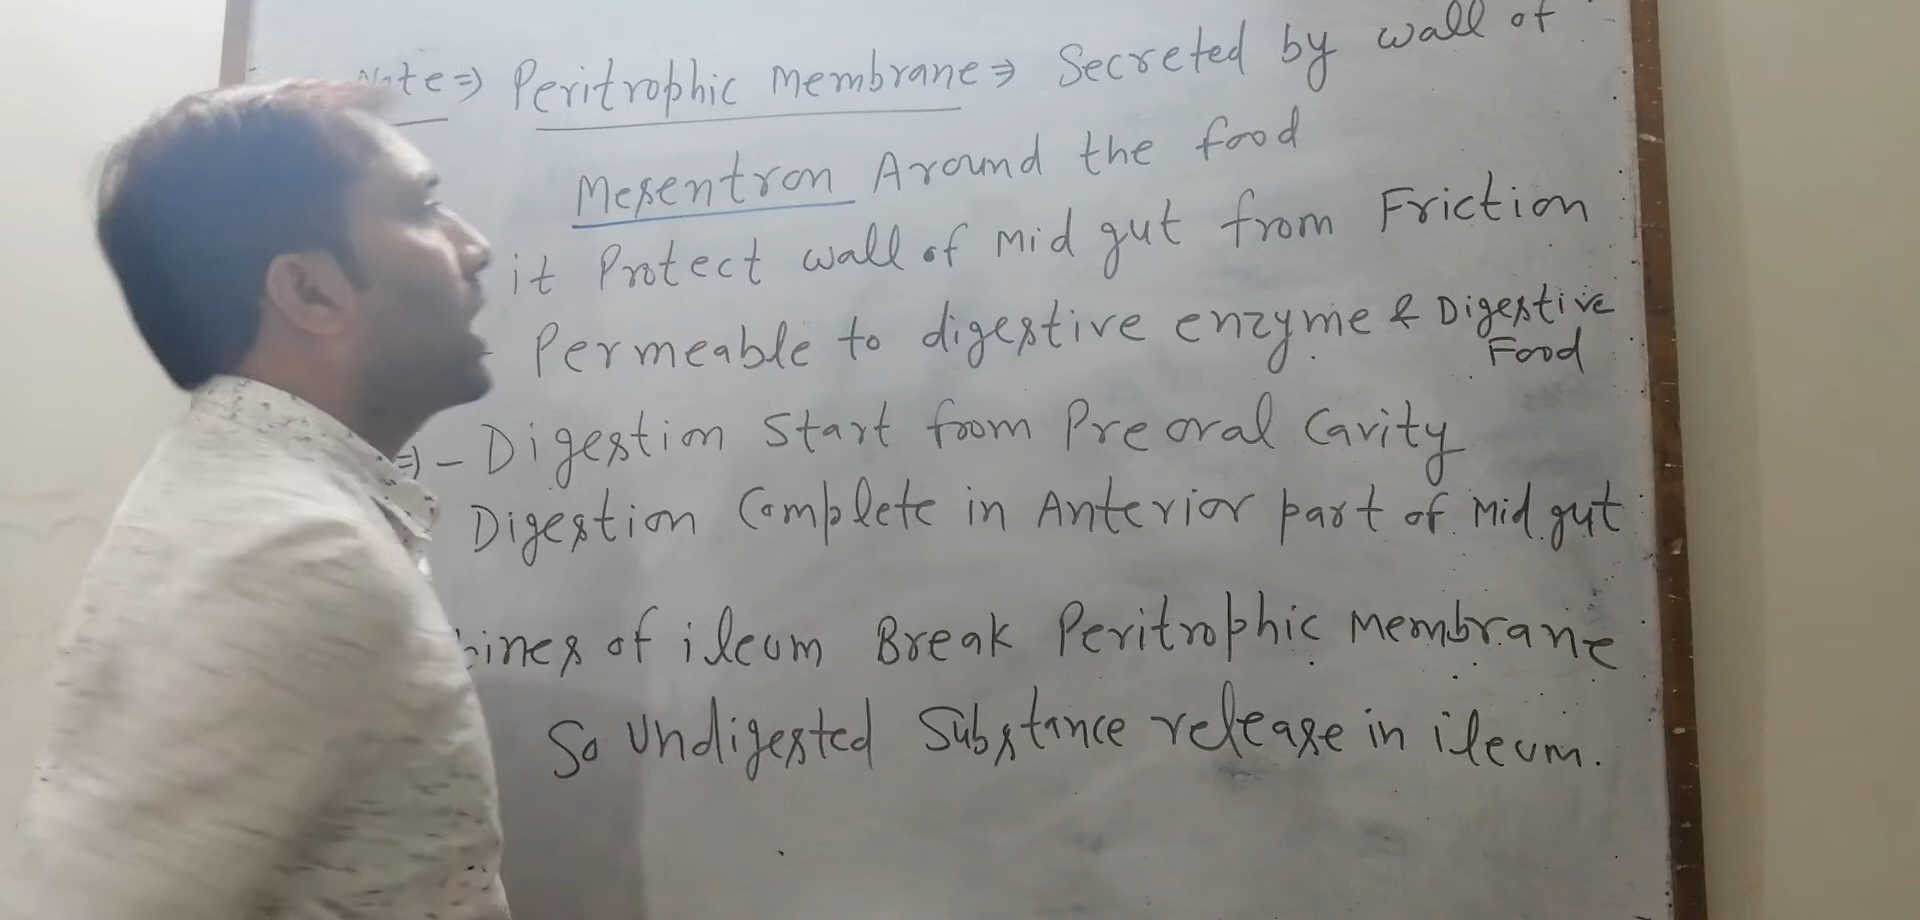 Note => Peritrophic Membrane => Secreted by wall of
Mesentron Around the food
it Protect wall of mid gut from Friction
- Permeable to digestive enzyme & Digestive
Food
=> - Digestion Start from Preoral Cavity
Digestion Complete in Anterior part of Mid gut
of ileum Break Peritrophic Membrane
So Undigested Substance release in ileum.